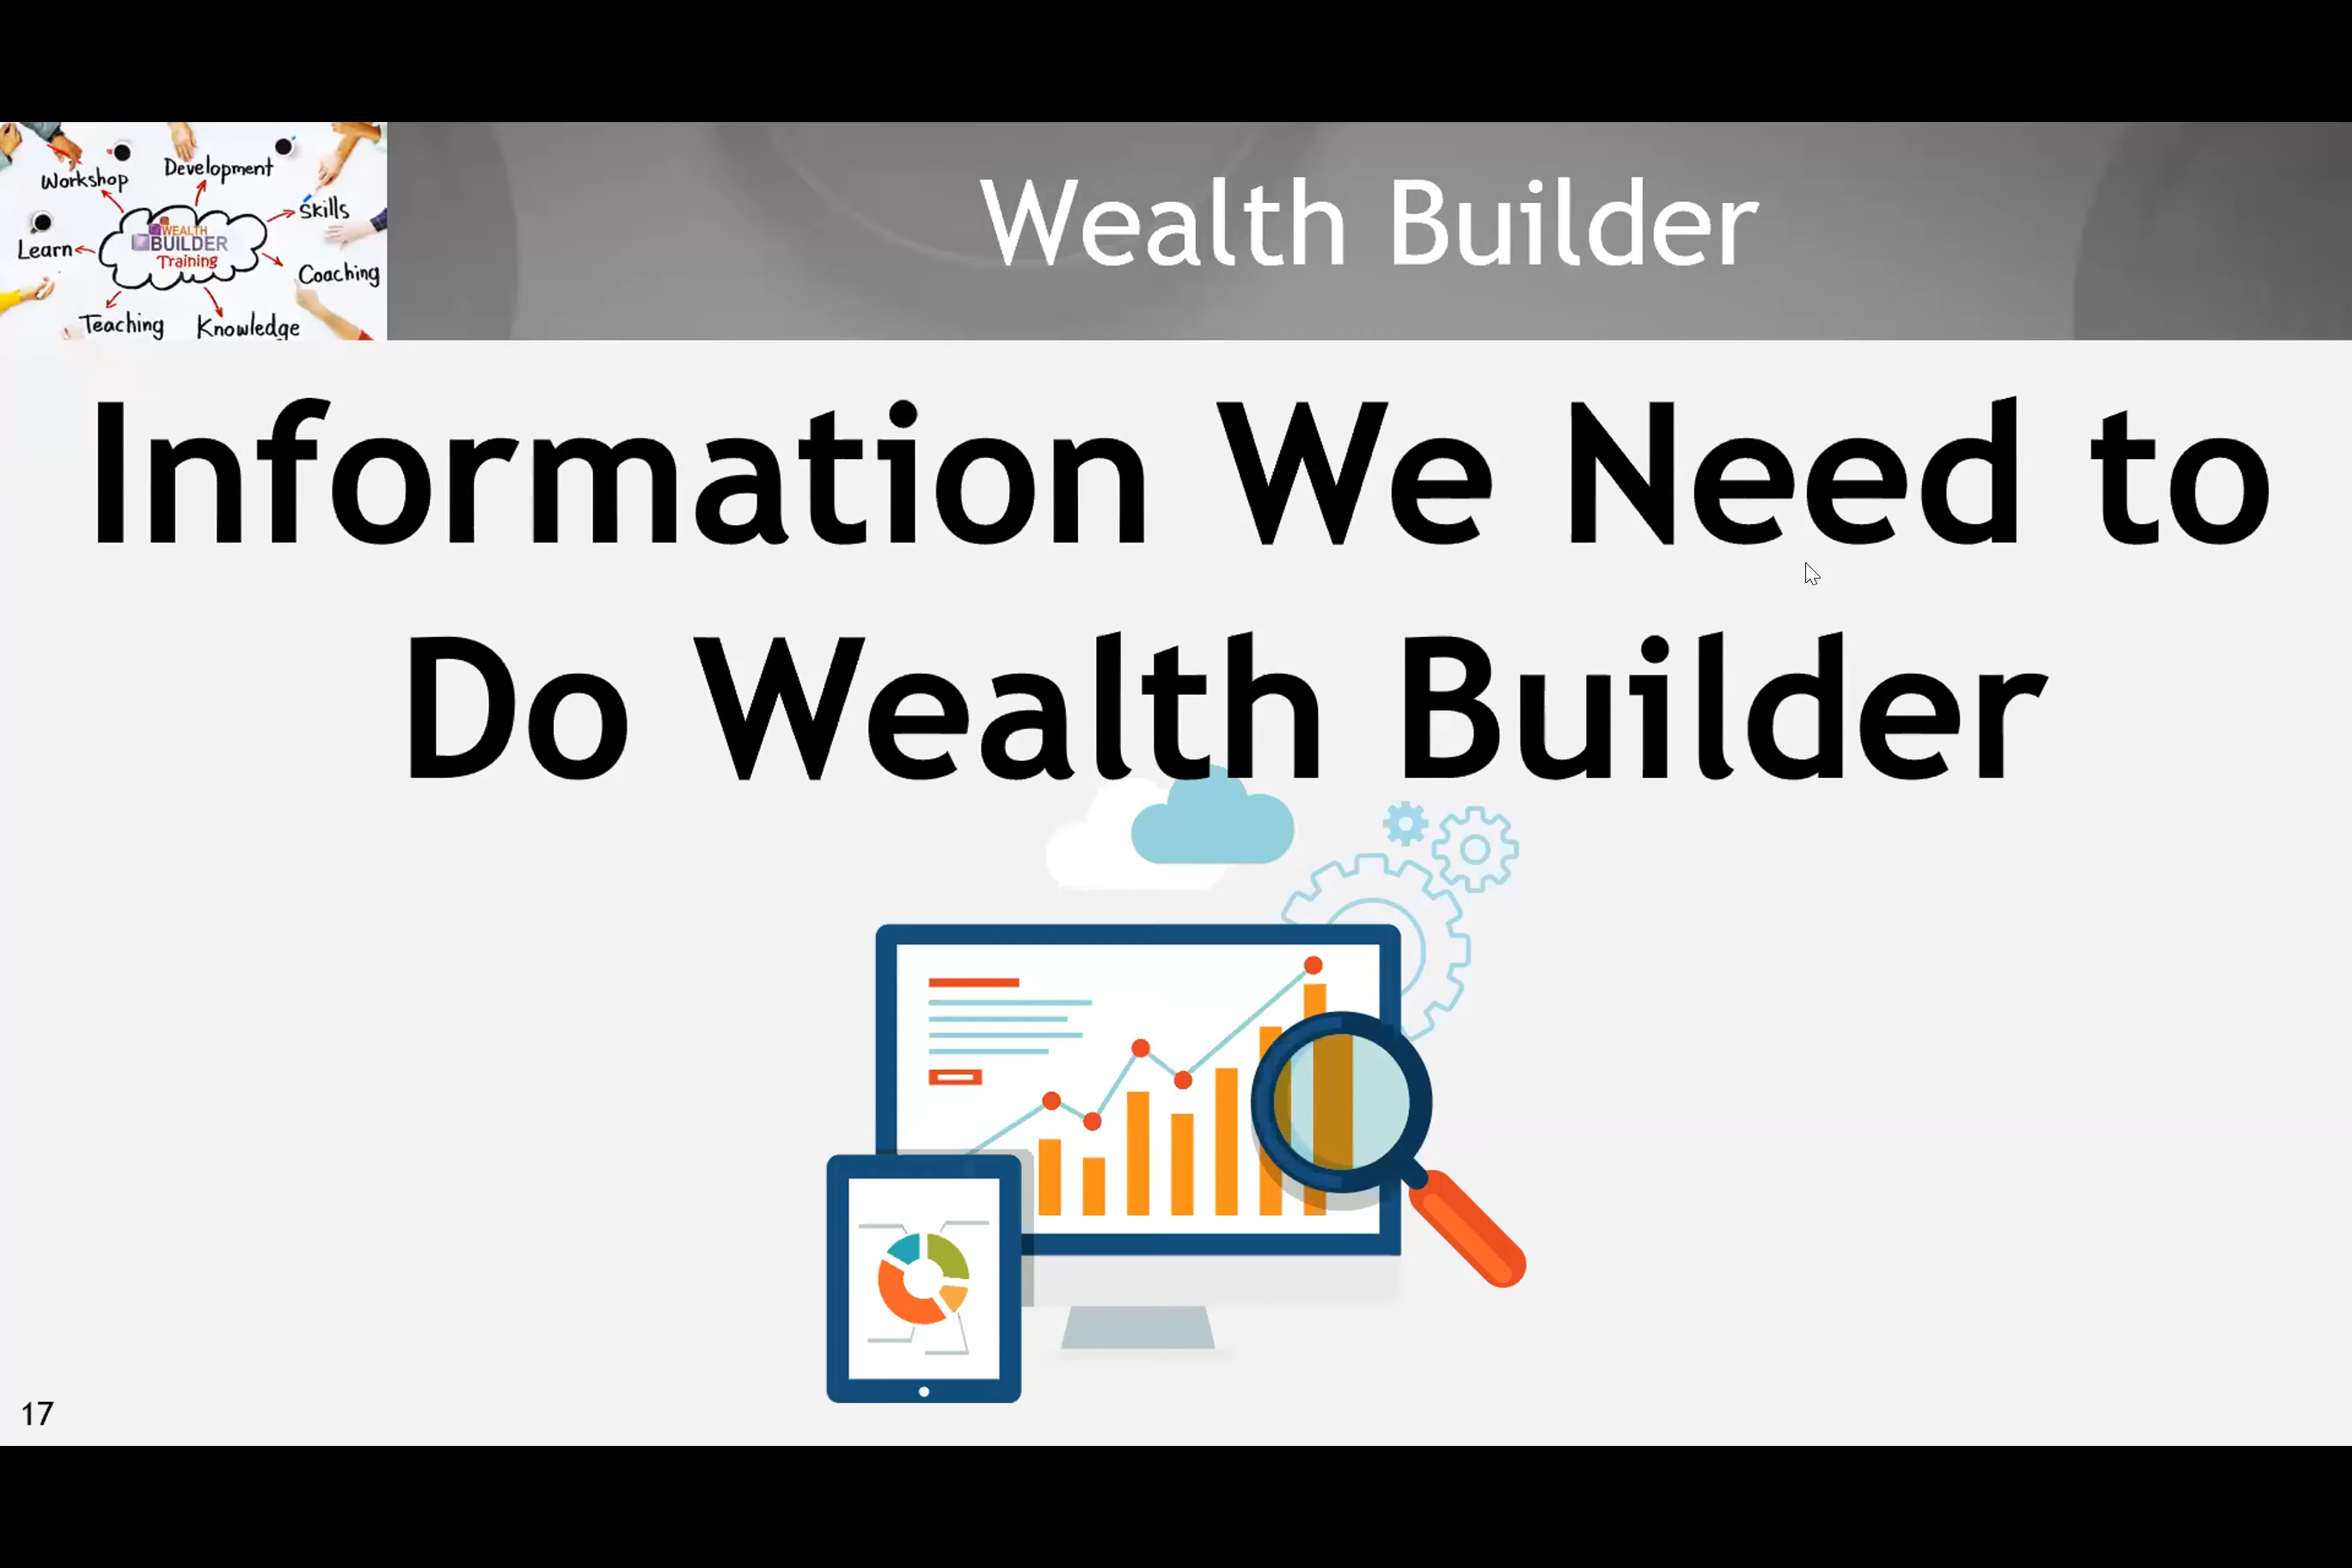 Workshop
Development
Skills
Learn
WEALTH
BUILDER
Training
Coaching
Teaching
Knowledge
Wealth Builder
Information We Need to
Do Wealth Builder
17